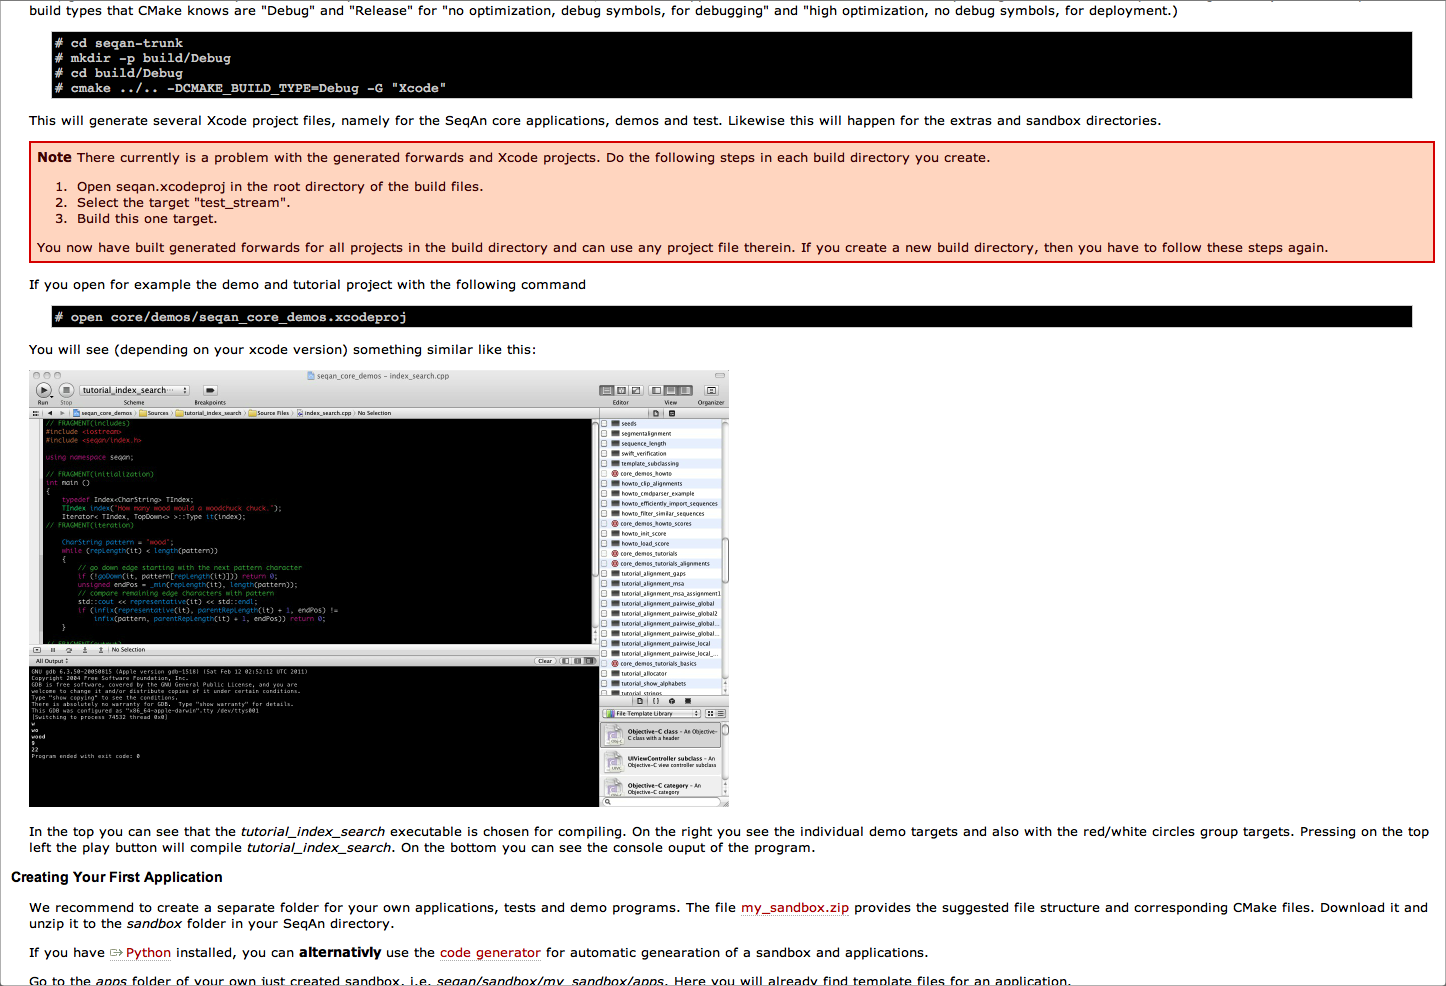 build types that CMake knows are "Debug" and "Release" for "no optimization, debug symbols, for debugging" and "high optimization, no debug symbols, for deployment.)
# cd seqan-trunk
# mkdir -p build/Debug
# cd build/Debug
# cmake ../.. -DCMAKE_BUILD_TYPE=Debug -G "Xcode"
This will generate several Xcode project files, namely for the SeqAn core applications, demos and test. Likewise this will happen for the extras and sandbox directories.
Note There currently is a problem with the generated forwards and Xcode projects. Do the following steps in each build directory you create.
1. Open seqan.xcodeproj in the root directory of the build files.
2. Select the target "test_stream".
3. Build this one target.
You now have built generated forwards for all projects in the build directory and can use any project file therein. If you create a new build directory, then you have to follow these steps again.
If you open for example the demo and tutorial project with the following command
# open core/demos/seqan_core_demos.xcodeproj
You will see (depending on your xcode version) something similar like this:
seqan_core_demos - index_search.cpp
tutorial_index_search...
Run Stop Scheme Breakpoints Editor View Organizer
seqan_core_demos Sources tutorial_index_search Source Files index_search.cpp No Selection
// FRAGMENT(includes)
#include <iostream>
#include <seqan/index.h>
using namespace seqan;
// FRAGMENT(initialization)
int main ()
{
typedef Index<CharString> TIndex;
TIndex index("How many wood would a woodchuck chuck.");
Iterator< TIndex, TopDown<> >::Type it(index);
// FRAGMENT(iteration)
CharString pattern = "wood";
while (repLength(it) < length(pattern))
{
// go down edge starting with the next pattern character
if (!goDown(it, pattern[repLength(it)])) return 0;
unsigned endPos = _min(repLength(it), length(pattern));
// compare remaining edge characters with pattern
std::cout << representative(it) << std::endl;
if (infix(representative(it), parentRepLength(it) + 1, endPos) !=
infix(pattern, parentRepLength(it) + 1, endPos)) return 0;
}
// FRAGMENT(output)
No Selection
All Output Clear
GNU gdb 6.3.50-20050815 (Apple version gdb-1518) (Sat Feb 12 02:52:12 UTC 2011)
Copyright 2004 Free Software Foundation, Inc.
GDB is free software, covered by the GNU General Public License, and you are
welcome to change it and/or distribute copies of it under certain conditions.
Type "show copying" to see the conditions.
There is absolutely no warranty for GDB. Type "show warranty" for details.
This GDB was configured as "x86_64-apple-darwin".tty /dev/ttys001
[Switching to process 74532 thread 0x0]
w
wo
wood
9
22
Program ended with exit code: 0
seeds
segmentalignment
sequence_length
swift_verification
template_subclassing
core_demos_howto
howto_clip_alignments
howto_cmdparser_example
howto_efficiently_import_sequences
howto_filter_similar_sequences
core_demos_howto_scores
howto_init_score
howto_load_score
core_demos_tutorials
core_demos_tutorials_alignments
tutorial_alignment_gaps
tutorial_alignment_msa
tutorial_alignment_msa_assignment1
tutorial_alignment_pairwise_global
tutorial_alignment_pairwise_global2
tutorial_alignment_pairwise_global...
tutorial_alignment_pairwise_global...
tutorial_alignment_pairwise_local
tutorial_alignment_pairwise_local_...
core_demos_tutorials_basics
tutorial_allocator
tutorial_show_alphabets
tutorial_strings
File Template Library
Objective-C class - An Objective-
C class with a header
UIViewController subclass - An
Objective-C view controller subclass
Objective-C category - An
Objective-C category
In the top you can see that the tutorial_index_search executable is chosen for compiling. On the right you see the individual demo targets and also with the red/white circles group targets. Pressing on the top
left the play button will compile tutorial_index_search. On the bottom you can see the console ouput of the program.
Creating Your First Application
We recommend to create a separate folder for your own applications, tests and demo programs. The file my_sandbox.zip provides the suggested file structure and corresponding CMake files. Download it and
unzip it to the sandbox folder in your SeqAn directory.
If you have Python installed, you can alternativly use the code generator for automatic genearation of a sandbox and applications.
Go to the apps folder of your own just created sandbox, i.e. seqan/sandbox/my_sandbox/apps. Here you will already find template files for an application.